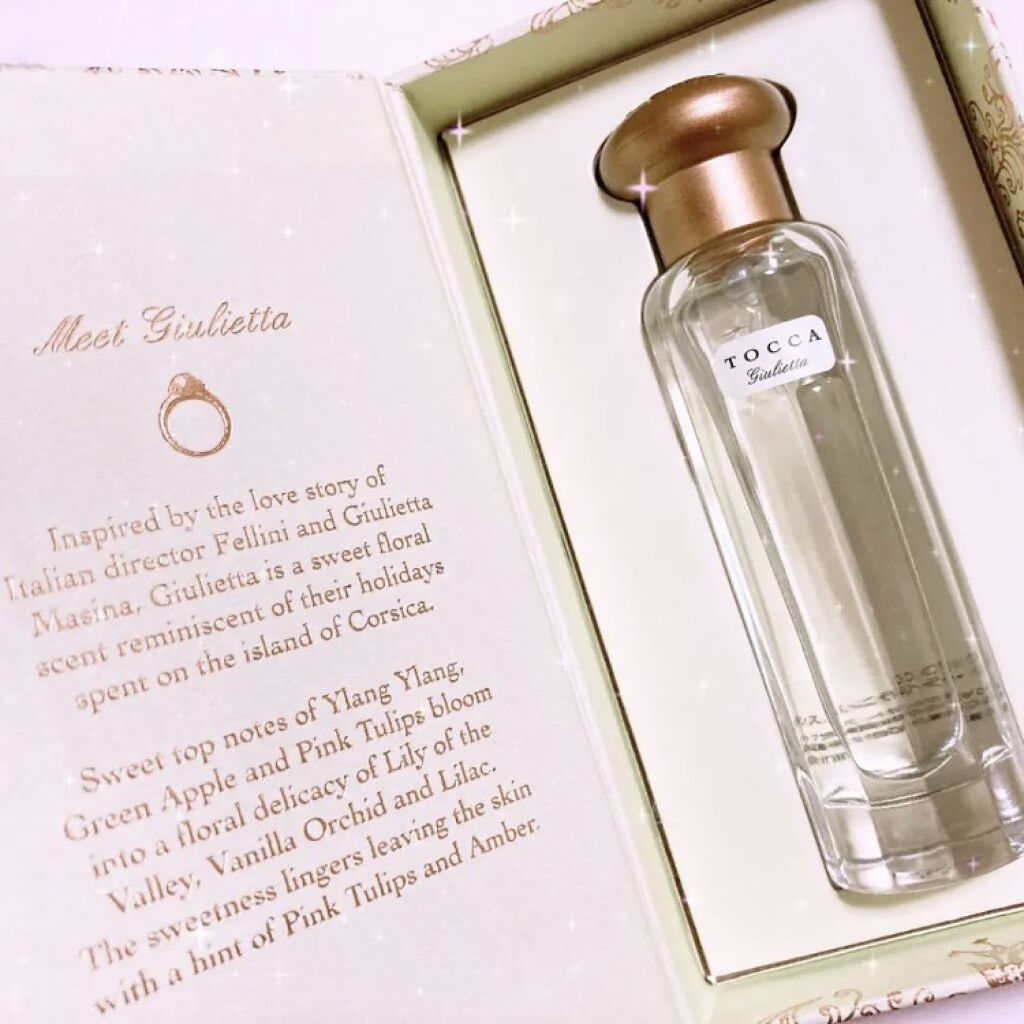 Meet Giulietta
Inspired by the love story of
Italian director Fellini and Giulietta
Masina, Giulietta is a sweet floral
scent reminiscent of their holidays
spent on the island of Corsica.
Sweet top notes of Ylang Ylang,
Green Apple and Pink Tulips bloom
into a floral delicacy of Lily of the
Valley, Vanilla Orchid and Lilac.
The sweetness lingers leaving the skin
with a hint of Pink Tulips and Amber.
TOCCA
Giulietta